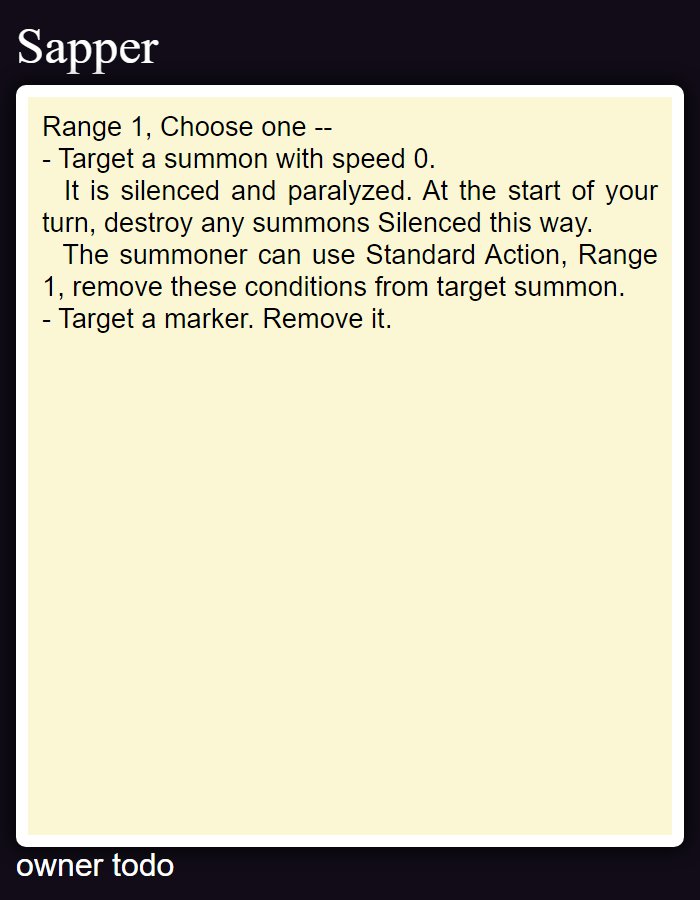 Sapper
Range 1, Choose one --
- Target a summon with speed 0.
It is silenced and paralyzed. At the start of your
turn, destroy any summons Silenced this way.
The summoner can use Standard Action, Range
1, remove these conditions from target summon.
- Target a marker. Remove it.
owner todo